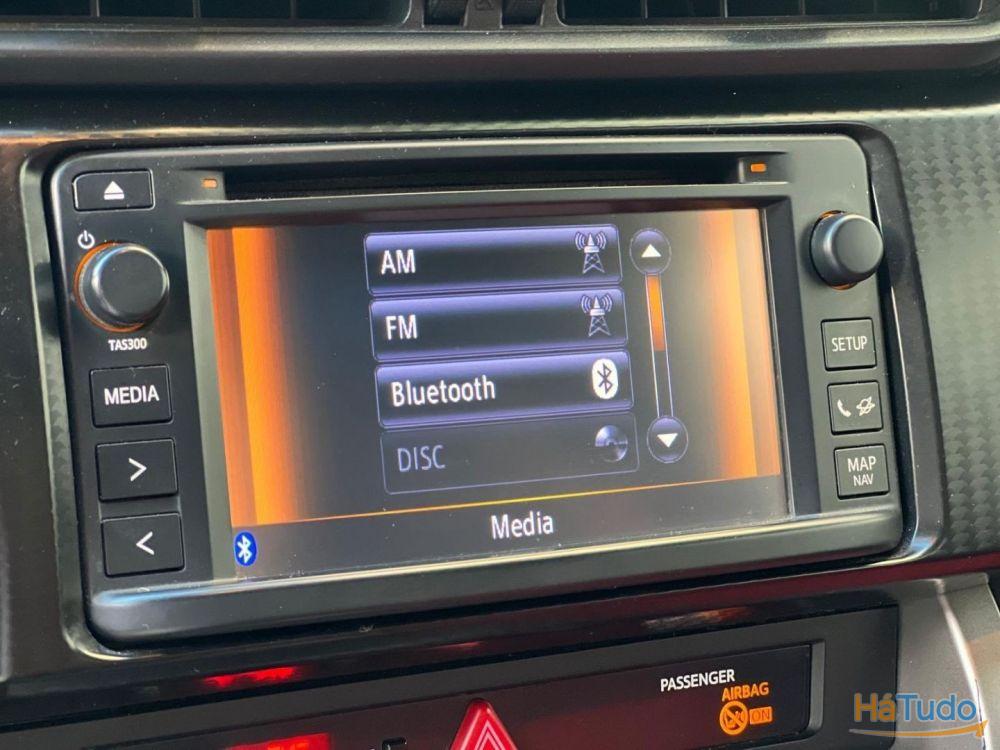 AM
FM
Bluetooth
DISC
Media
TAS300
MEDIA
>
<
SETUP
MAP
NAV
PASSENGER
AIRBAG
ON
HáTudo